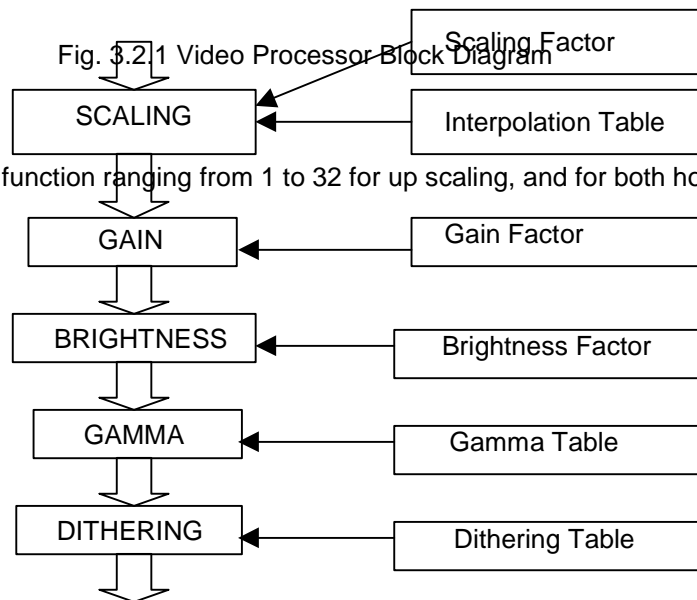 Scaling Factor
Fig. 3.2.1 Video Processor Block Diagram
SCALING
Interpolation Table
function ranging from 1 to 32 for up scaling, and for both
GAIN
Gain Factor
BRIGHTNESS
Brightness Factor
GAMMA
Gamma Table
DITHERING
Dithering Table